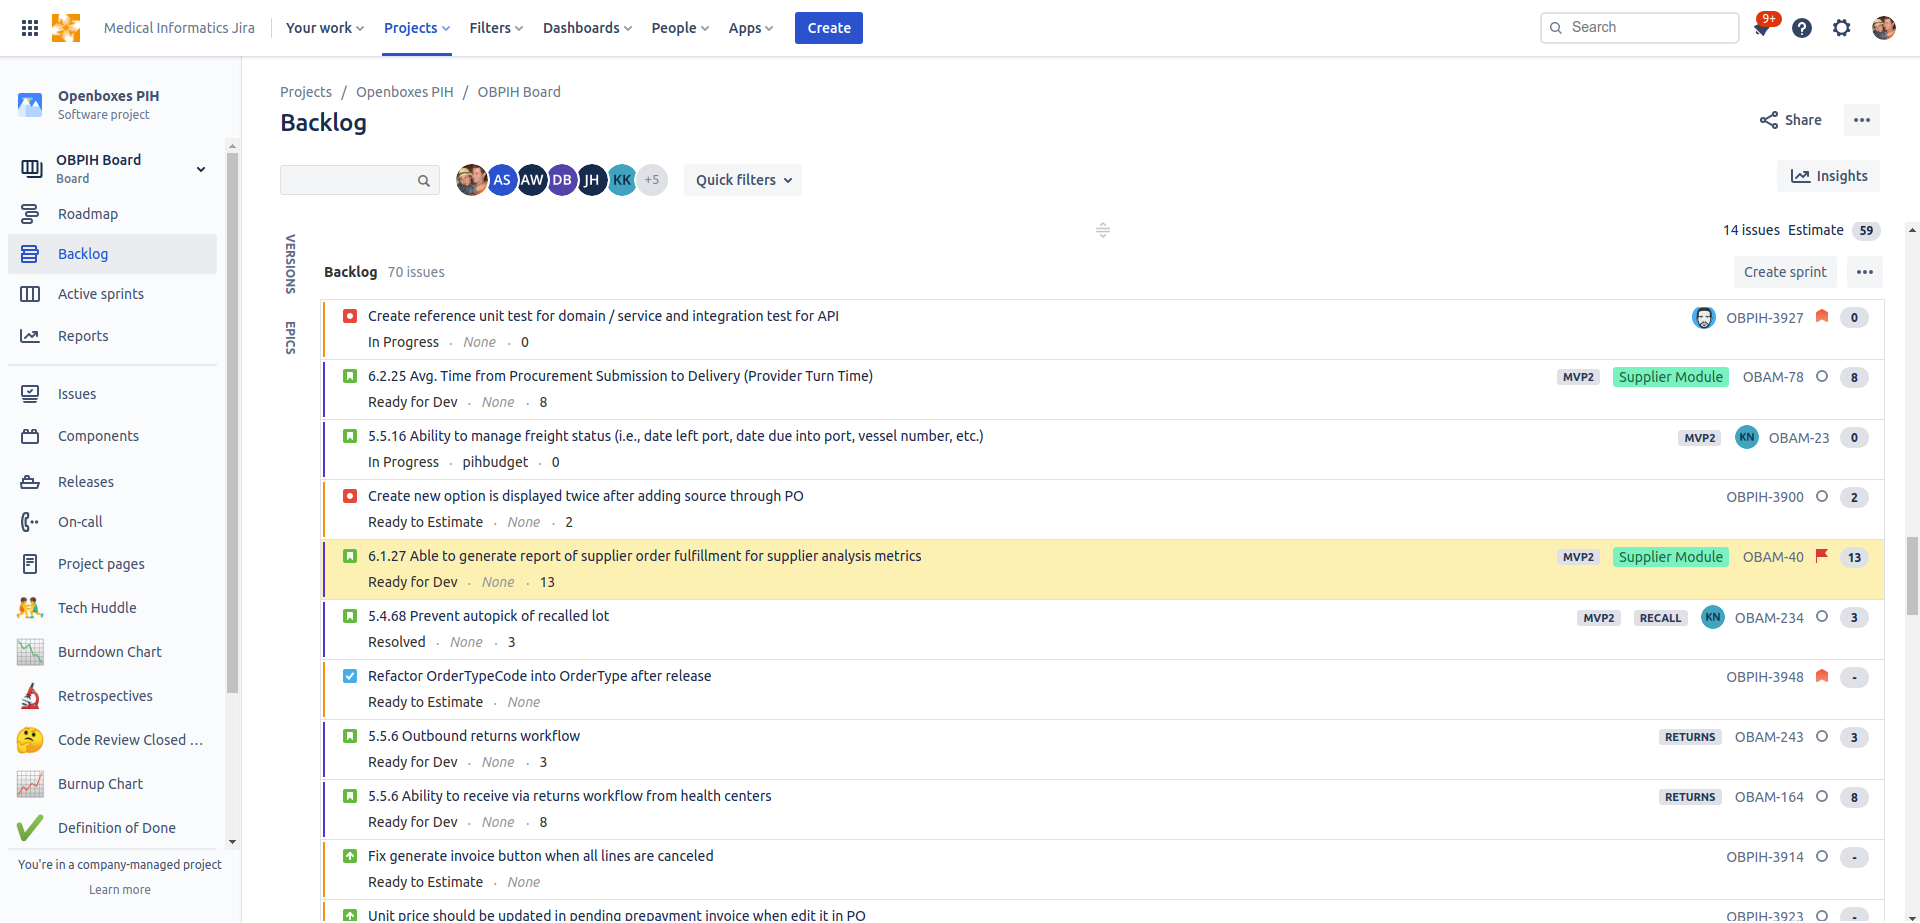 Medical Informatics Jira
Your work
Projects
Filters
Dashboards
People
Apps
Create
Search
9+
Openboxes PIH
Software project
OBPIH Board
Board
Roadmap
Backlog
Active sprints
Reports
Issues
Components
Releases
On-call
Project pages
Tech Huddle
Burndown Chart
Retrospectives
Code Review Closed ...
Burnup Chart
Definition of Done
You're in a company-managed project
Learn more
Projects / Openboxes PIH / OBPIH Board
Backlog
Share
AS AW DB JH KK +5
Quick filters
Insights
VERSIONS
EPICS
14 issues Estimate 59
Backlog 70 issues
Create sprint
Create reference unit test for domain / service and integration test for API
OBPIH-3927 0
In Progress · None · 0
6.2.25 Avg. Time from Procurement Submission to Delivery (Provider Turn Time)
MVP2 Supplier Module OBAM-78 8
Ready for Dev · None · 8
5.5.16 Ability to manage freight status (i.e., date left port, date due into port, vessel number, etc.)
MVP2 KN OBAM-23 0
In Progress · pihbudget · 0
Create new option is displayed twice after adding source through PO
OBPIH-3900 2
Ready to Estimate · None · 2
6.1.27 Able to generate report of supplier order fulfillment for supplier analysis metrics
MVP2 Supplier Module OBAM-40 13
Ready for Dev · None · 13
5.4.68 Prevent autopick of recalled lot
MVP2 RECALL KN OBAM-234 3
Resolved · None · 3
Refactor OrderTypeCode into OrderType after release
OBPIH-3948 -
Ready to Estimate · None
5.5.6 Outbound returns workflow
RETURNS OBAM-243 3
Ready for Dev · None · 3
5.5.6 Ability to receive via returns workflow from health centers
RETURNS OBAM-164 8
Ready for Dev · None · 8
Fix generate invoice button when all lines are canceled
OBPIH-3914 -
Ready to Estimate · None
Unit price should be updated in pending prepayment invoice when edit it in PO
OBPIH-3923 -